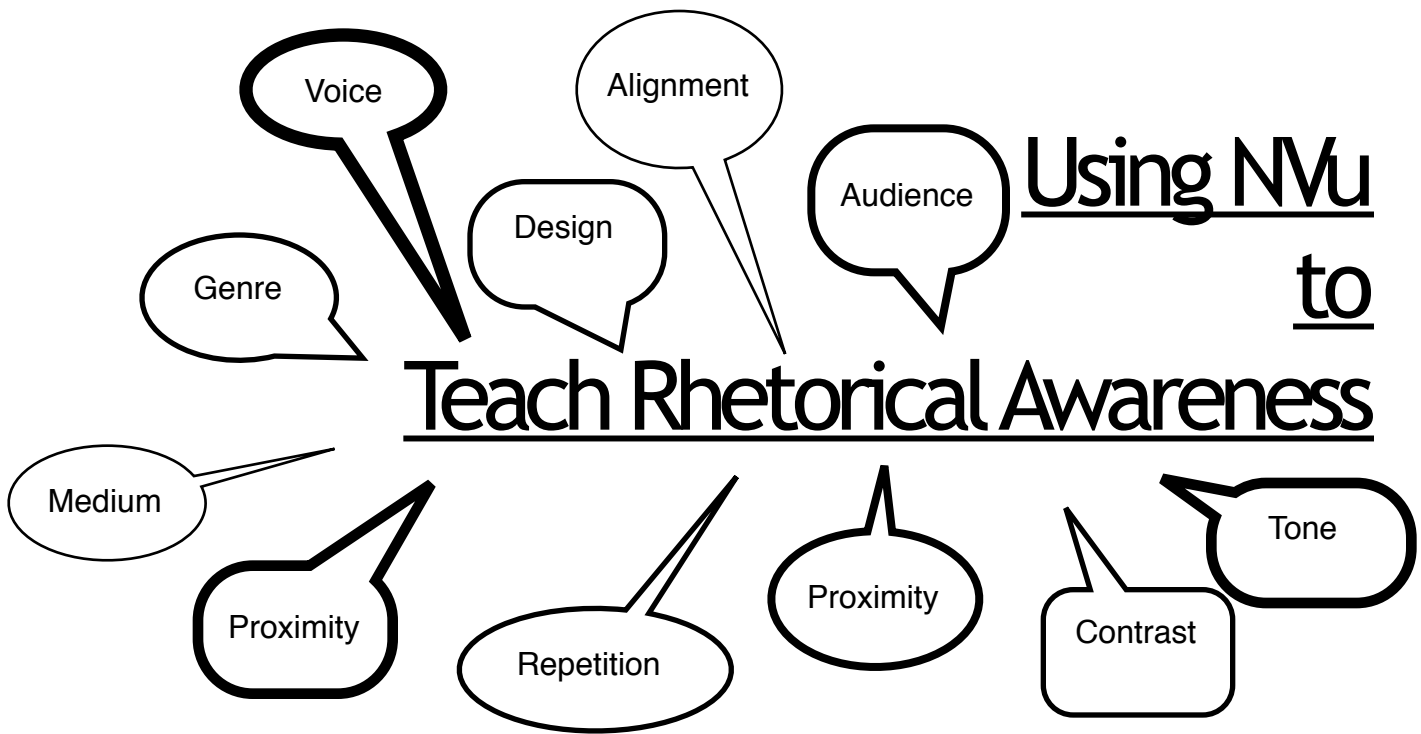 Voice
Alignment
Audience
Using NVu
Design
Genre
to
Teach Rhetorical Awareness
Medium
Tone
Proximity
Repetition
Proximity
Contrast